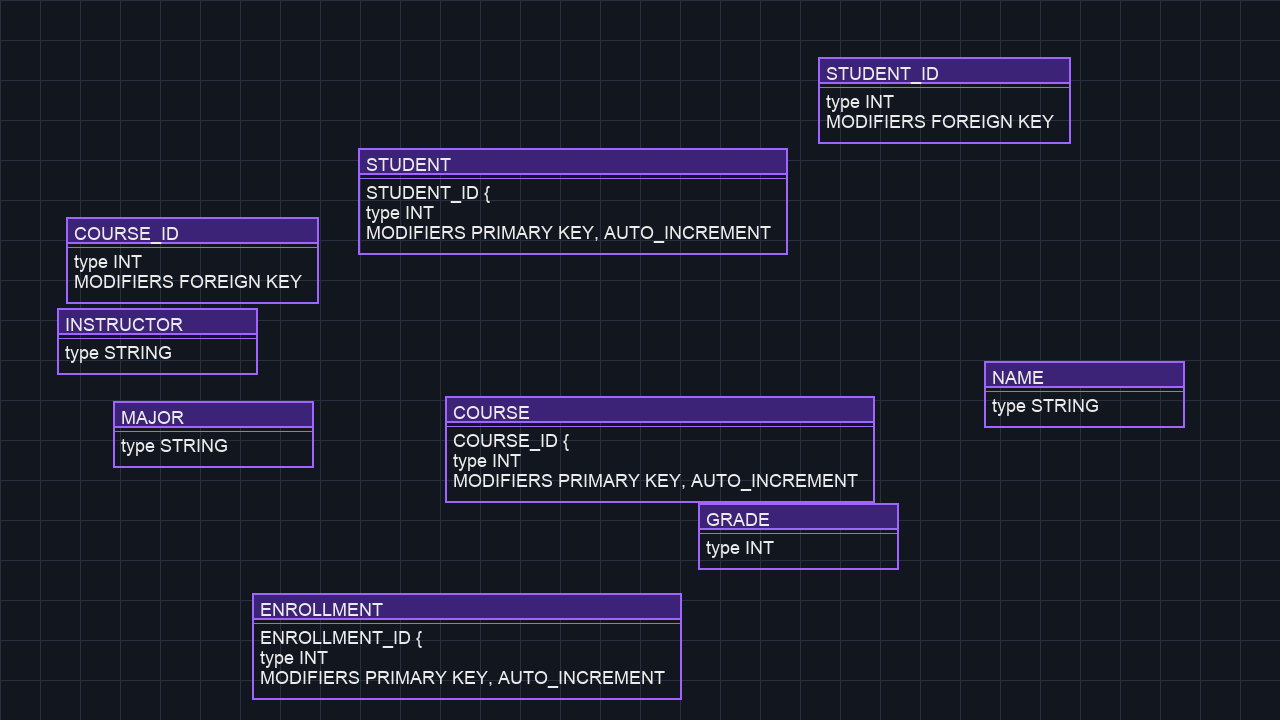 STUDENT_ID
type INT
MODIFIERS FOREIGN KEY
STUDENT
STUDENT_ID {
type INT
MODIFIERS PRIMARY KEY, AUTO_INCREMENT
COURSE_ID
type INT
MODIFIERS FOREIGN KEY
INSTRUCTOR
type STRING
NAME
type STRING
MAJOR
type STRING
COURSE
COURSE_ID {
type INT
MODIFIERS PRIMARY KEY, AUTO_INCREMENT
GRADE
type INT
ENROLLMENT
ENROLLMENT_ID {
type INT
MODIFIERS PRIMARY KEY, AUTO_INCREMENT